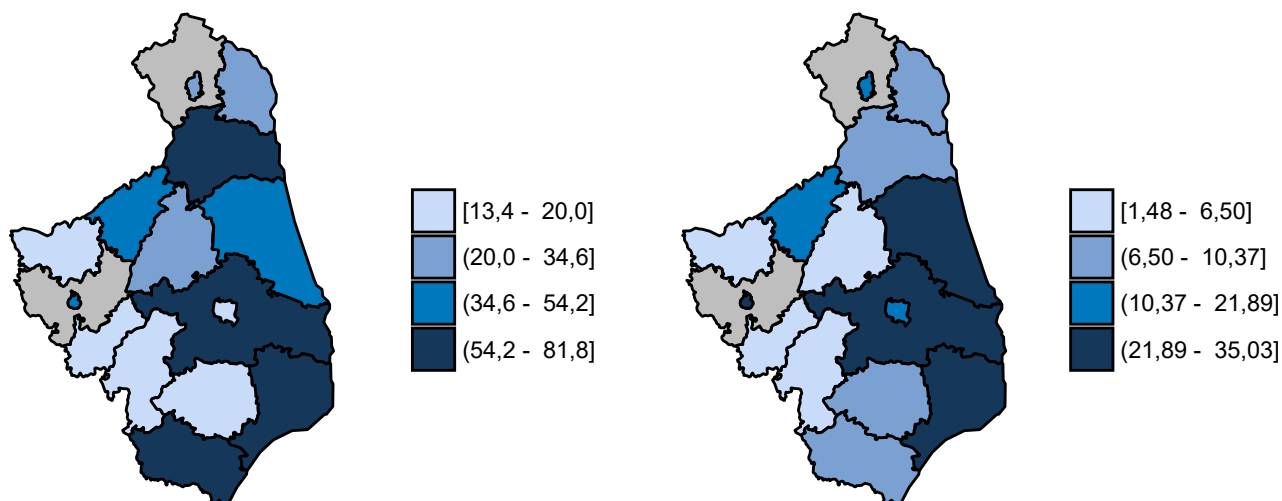 [13,4 - 20,0]
(20,0 - 34,6]
(34,6 - 54,2]
(54,2 - 81,8]
[1,48 - 6,50]
(6,50 - 10,37]
(10,37 - 21,89]
(21,89 - 35,03]